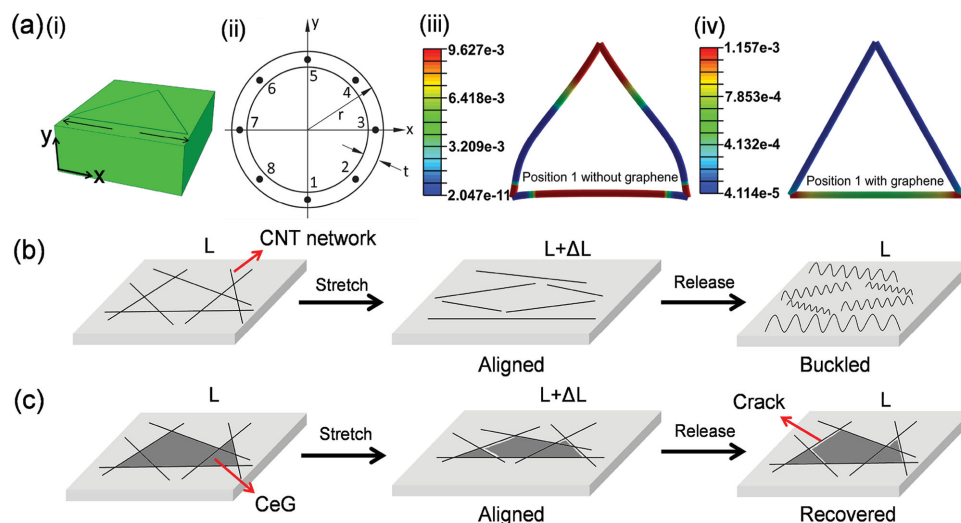 (a)(i)
y
x
(ii)
y
5
6
4
r
7
3
x
8
2
t
1
(iii)
9.627e-3
6.418e-3
3.209e-3
2.047e-11
Position 1 without graphene
(iv)
1.157e-3
7.853e-4
4.132e-4
4.114e-5
Position 1 with graphene
(b)
L
CNT network
Stretch
L+ΔL
Aligned
Release
L
Buckled
(c)
L
CeG
Stretch
L+ΔL
Aligned
Release
Crack
L
Recovered